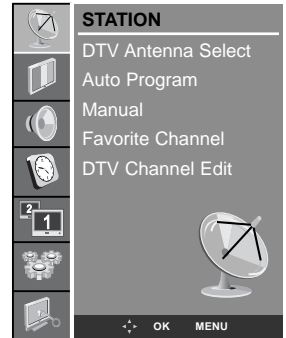 STATION
DTV Antenna Select
Auto Program
Manual
Favorite Channel
DTV Channel Edit
2
1
OK MENU